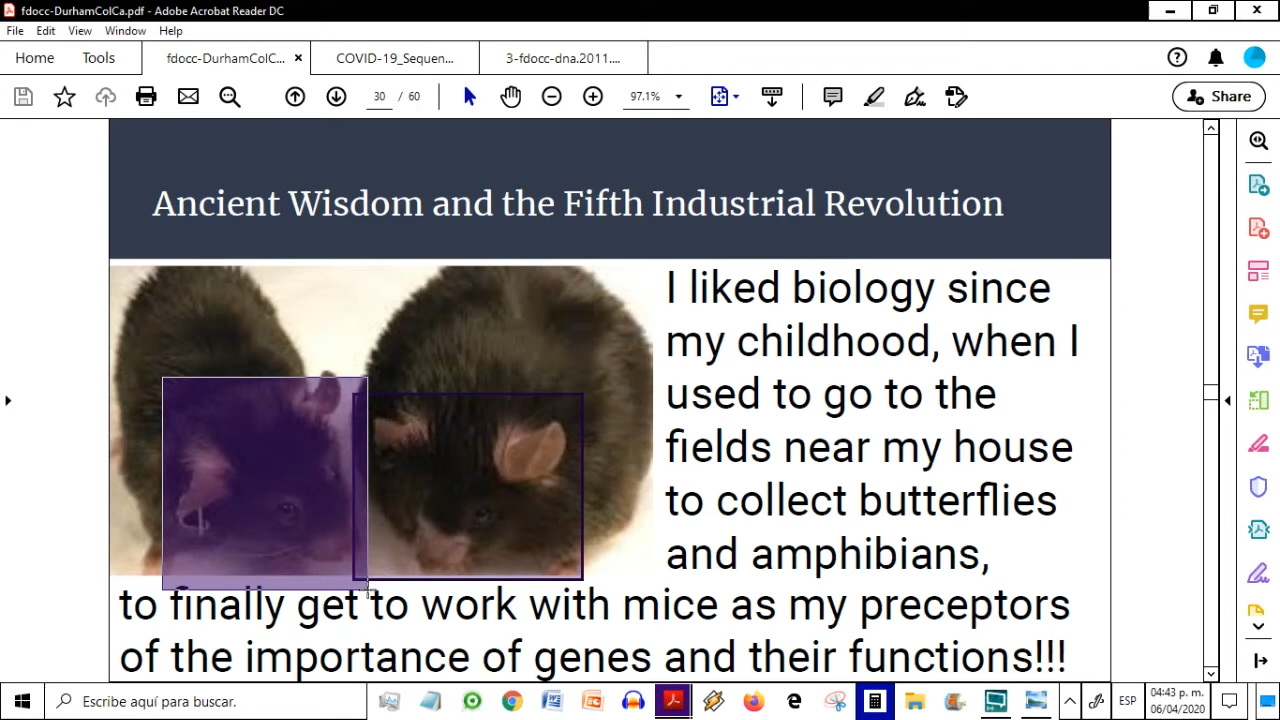 fdocc-DurhamColCa.pdf - Adobe Acrobat Reader DC
File Edit View Window Help
Home Tools fdocc-DurhamColC... × COVID-19_Sequen... 3-fdocc-dna.2011....
30 / 60 97.1% Share
Ancient Wisdom and the Fifth Industrial Revolution
I liked biology since
my childhood, when I
used to go to the
fields near my house
to collect butterflies
and amphibians,
to finally get to work with mice as my preceptors
of the importance of genes and their functions!!!
Escribe aquí para buscar.
ESP
04:43 p. m.
06/04/2020